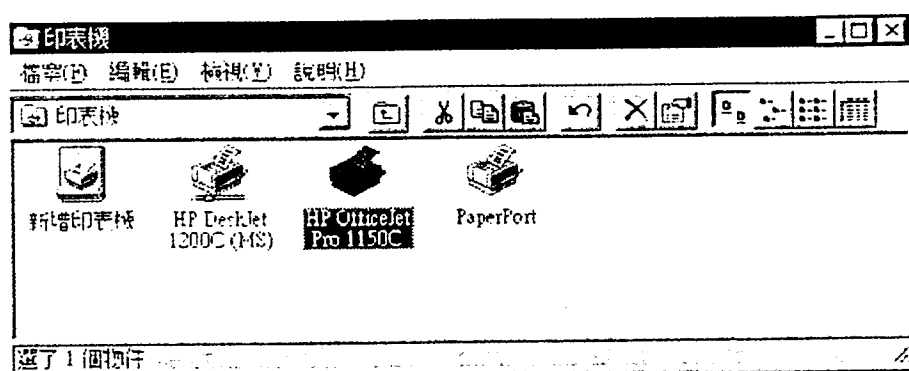 印表機
檔案(F) 編輯(E) 檢視(V) 說明(H)
印表機
新增印表機
HP DeskJet
1200C (MS)
HP OfficeJet
Pro 1150C
PaperPort
選了 1 個物件